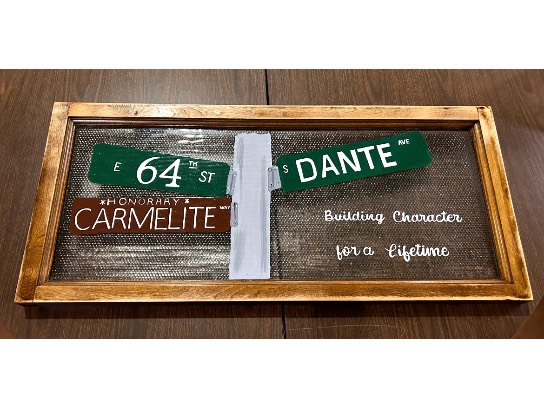 E 64TH ST
S DANTE AVE
*HONORARY*
CARMELITE WAY
Building Character
for a Lifetime